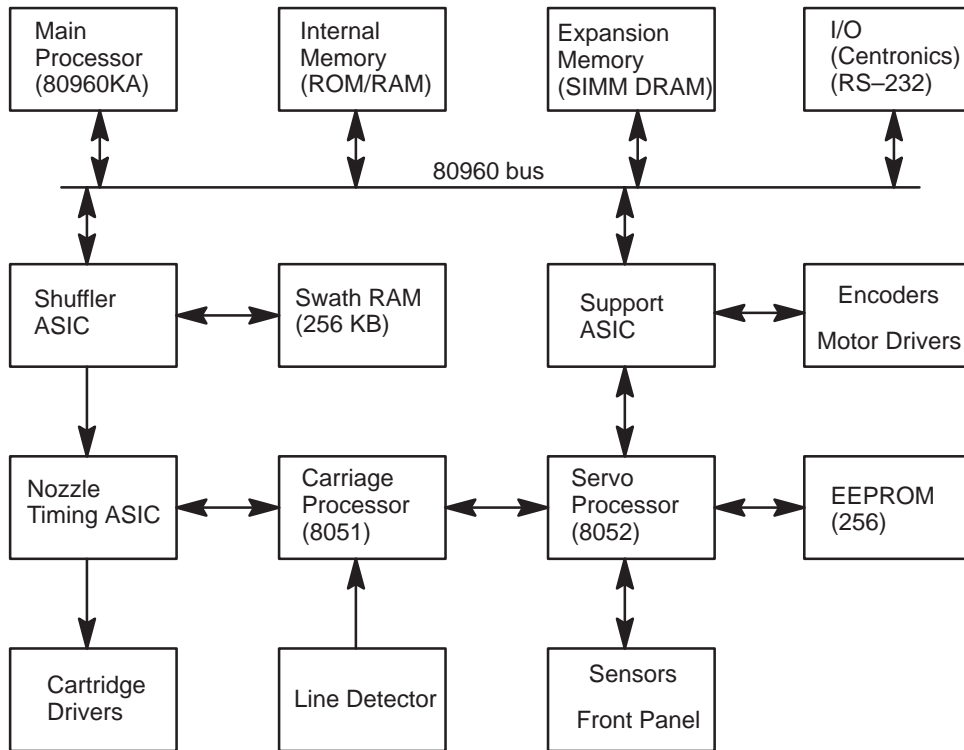 Main
Processor
(80960KA)
Internal
Memory
(ROM/RAM)
Expansion
Memory
(SIMM DRAM)
I/O
(Centronics)
(RS–232)
80960 bus
Shuffler
ASIC
Swath RAM
(256 KB)
Support
ASIC
Encoders
Motor Drivers
Nozzle
Timing ASIC
Carriage
Processor
(8051)
Servo
Processor
(8052)
EEPROM
(256)
Cartridge
Drivers
Line Detector
Sensors
Front Panel